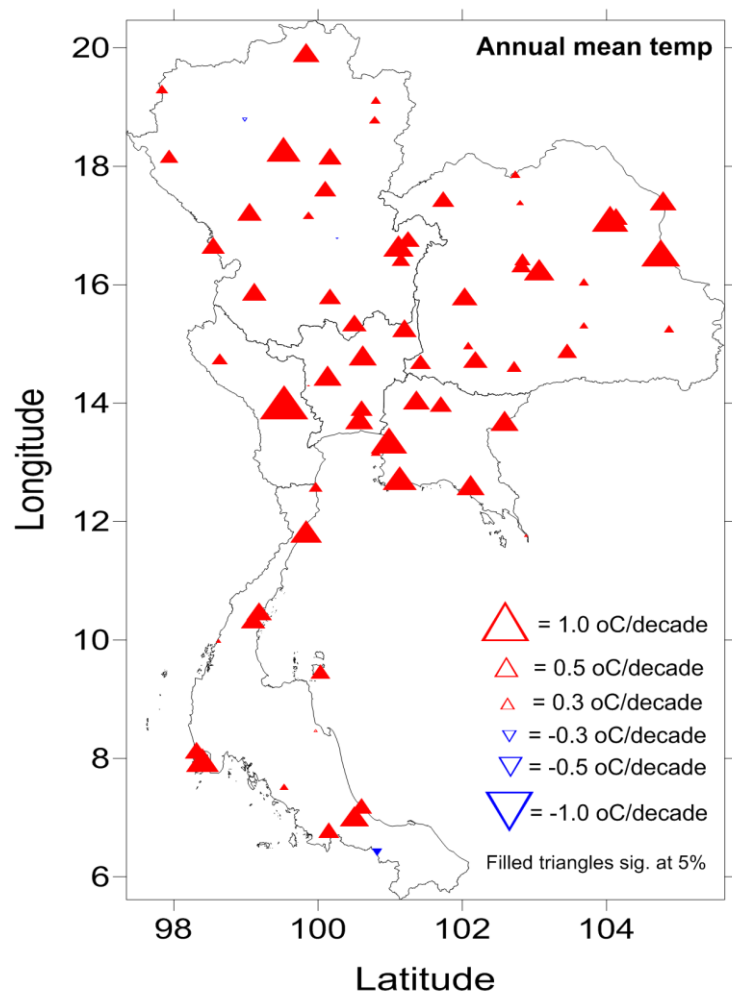 Annual mean temp
20
18
16
14
12
10
8
6
Longitude
= 1.0 oC/decade
= 0.5 oC/decade
= 0.3 oC/decade
= -0.3 oC/decade
= -0.5 oC/decade
= -1.0 oC/decade
Filled triangles sig. at 5%
98 100 102 104
Latitude